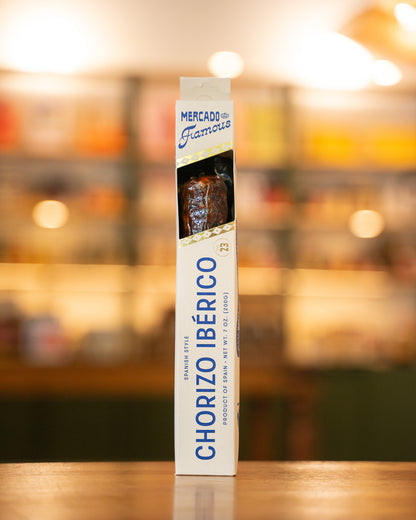 MERCADO
Famous
23
SPANISH STYLE
CHORIZO IBÉRICO
PRODUCT OF SPAIN - NET WT. 7 OZ. (200G)